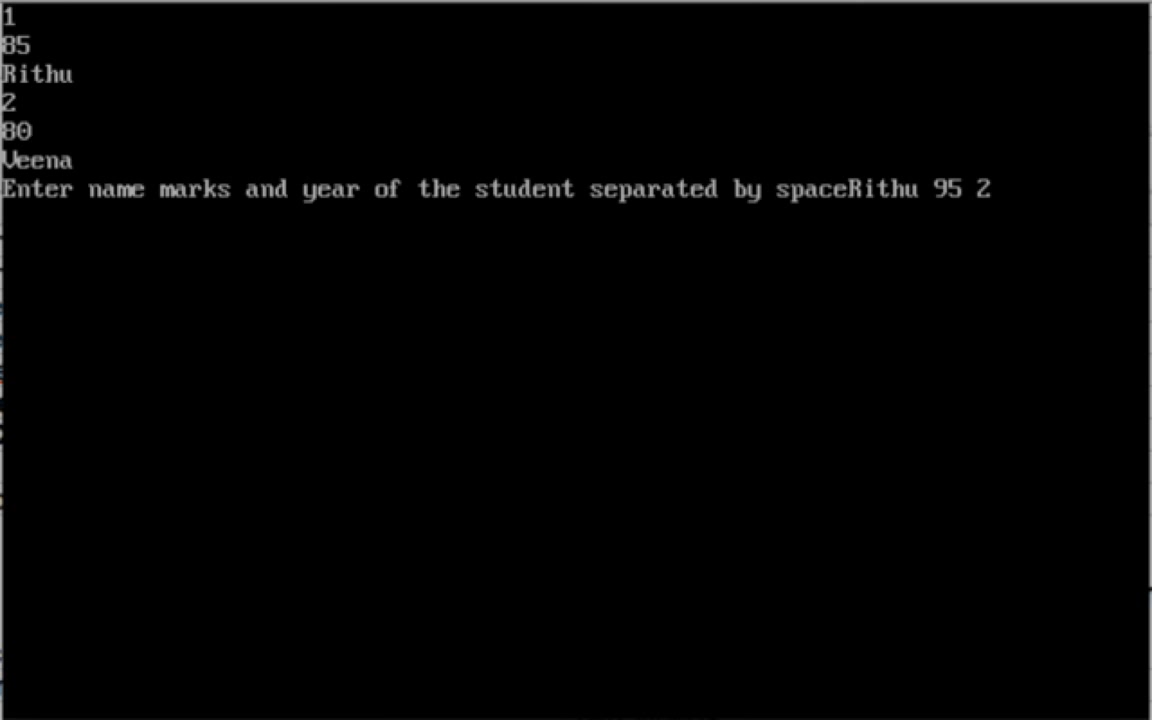 1
85
Rithu
2
80
Veena
Enter name marks and year of the student separated by spaceRithu 95 2